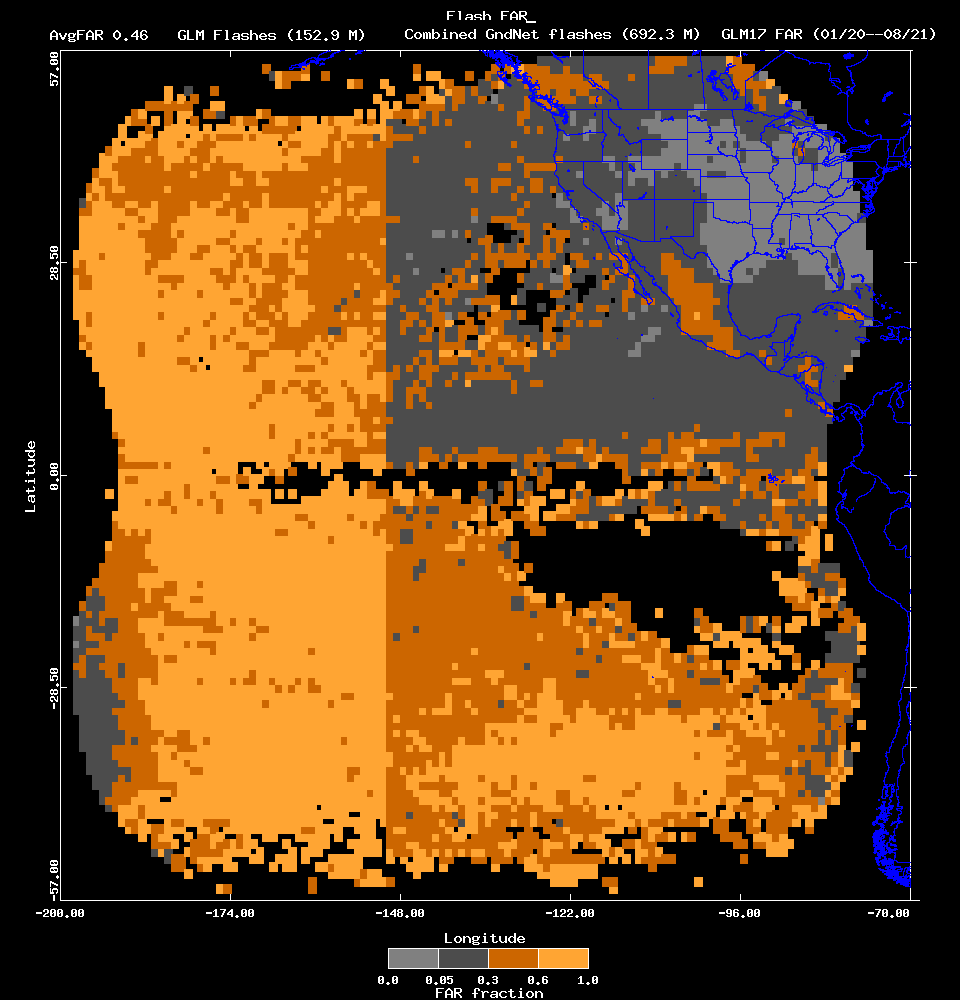 Flash FAR_
AvgFAR 0.46 GLM Flashes (152.9 M) Combined GndNet flashes (692.3 M) GLM17 FAR (01/20--08/21)
57.00
28.50
0.00
-28.50
-57.00
Latitude
-200.00 -174.00 -148.00 -122.00 -96.00 -70.00
Longitude
0.0 0.05 0.3 0.6 1.0
FAR fraction